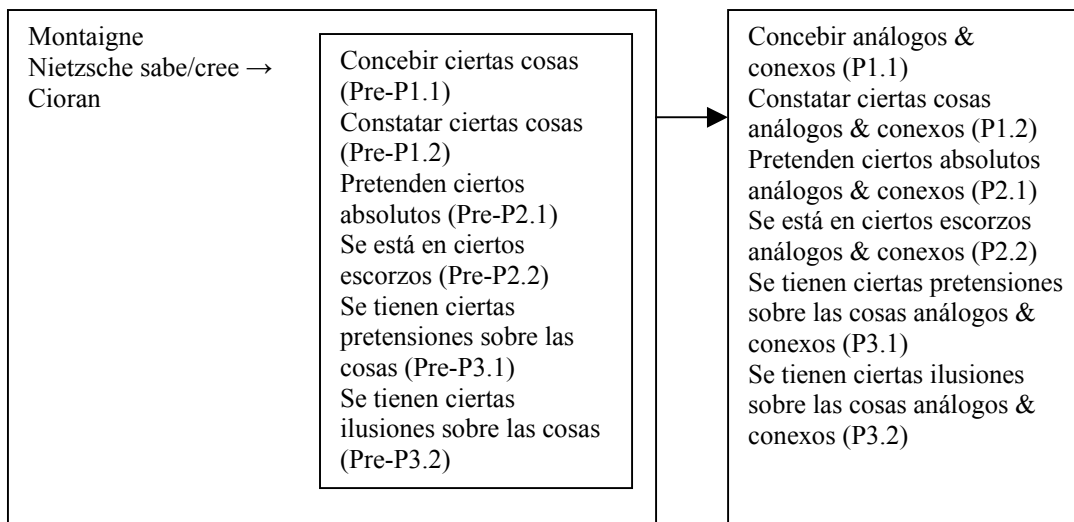 Montaigne
Nietzsche sabe/cree →
Cioran
Concebir ciertas cosas
(Pre-P1.1)
Constatar ciertas cosas
(Pre-P1.2)
Pretenden ciertos
absolutos (Pre-P2.1)
Se está en ciertos
escorzos (Pre-P2.2)
Se tienen ciertas
pretensiones sobre las
cosas (Pre-P3.1)
Se tienen ciertas
ilusiones sobre las cosas
(Pre-P3.2)
Concebir análogos &
conexos (P1.1)
Constatar ciertas cosas
análogos & conexos (P1.2)
Pretenden ciertos absolutos
análogos & conexos (P2.1)
Se está en ciertos escorzos
análogos & conexos (P2.2)
Se tienen ciertas pretensiones
sobre las cosas análogos &
conexos (P3.1)
Se tienen ciertas ilusiones
sobre las cosas análogos &
conexos (P3.2)